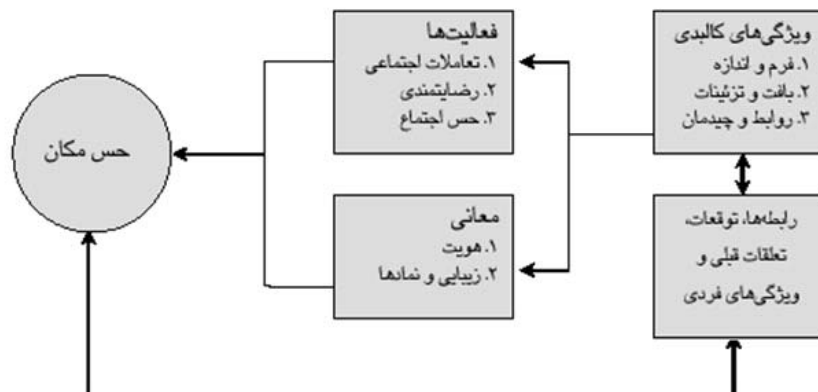 ویژگی‌های کالبدی
۱. فرم و اندازه
۲. بافت و تزئینات
۳. روابط و چیدمان
رابطه‌ها، توقعات،
تعلقات قبلی و
ویژگی‌های فردی
فعالیت‌ها
۱. تعاملات اجتماعی
۲. رضایتمندی
۳. حس اجتماع
معانی
۱. هویت
۲. زیبایی و نمادها
حس مکان